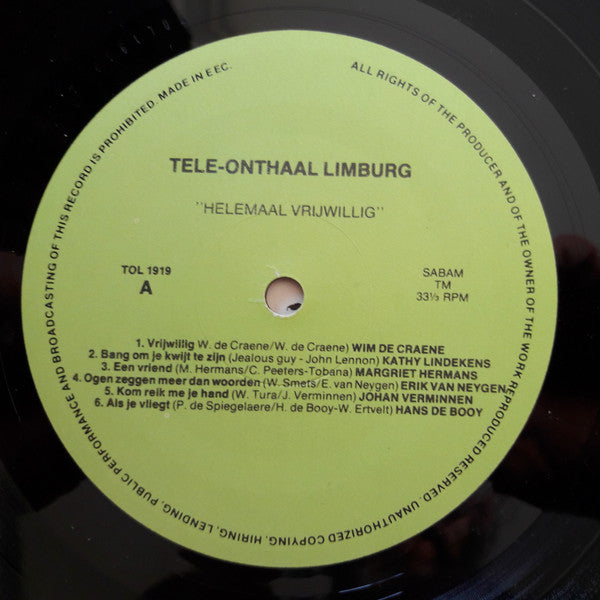 ALL RIGHTS OF THE PRODUCER AND OF THE OWNER OF THE WORK REPRODUCED RESERVED. UNAUTHORIZED COPYING, HIRING, LENDING, PUBLIC PERFORMANCE AND BROADCASTING OF THIS RECORD IS PROHIBITED. MADE IN EEC.
TELE-ONTHAAL LIMBURG
"HELEMAAL VRIJWILLIG"
TOL 1919
A
SABAM
TM
33⅓ RPM
1. Vrijwillig W. de Craene/W. de Craene) WIM DE CRAENE
2. Bang om je kwijt te zijn (Jealous guy - John Lennon) KATHY LINDEKENS
3. Een vriend (M. Hermans/C. Peeters-Tobana) MARGRIET HERMANS
4. Ogen zeggen meer dan woorden (W. Smets/E. van Neygen) ERIK VAN NEYGEN
5. Kom reik me je hand (W. Tura/J. Verminnen) JOHAN VERMINNEN
6. Als je vliegt (P. de Spiegelaere/H. de Booy-W. Ertvelt) HANS DE BOOY